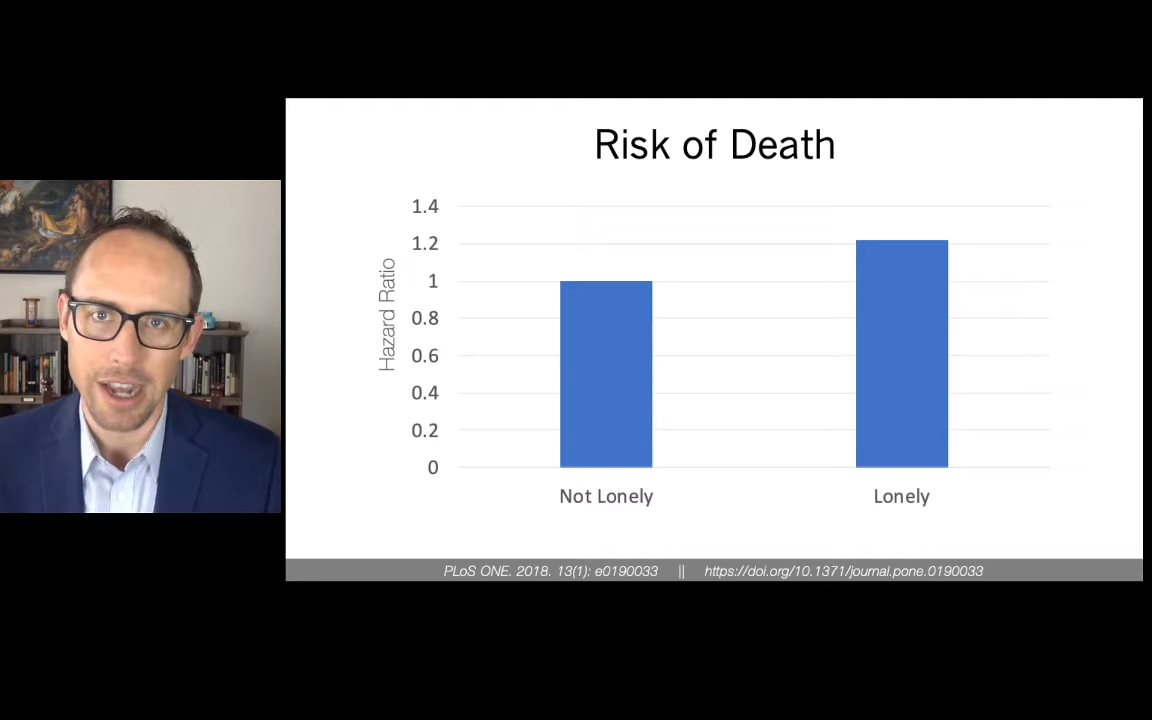 Risk of Death
1.4
1.2
1
0.8
0.6
0.4
0.2
0
Hazard Ratio
Not Lonely
Lonely
PLoS ONE. 2018. 13(1): e0190033 || https://doi.org/10.1371/journal.pone.0190033